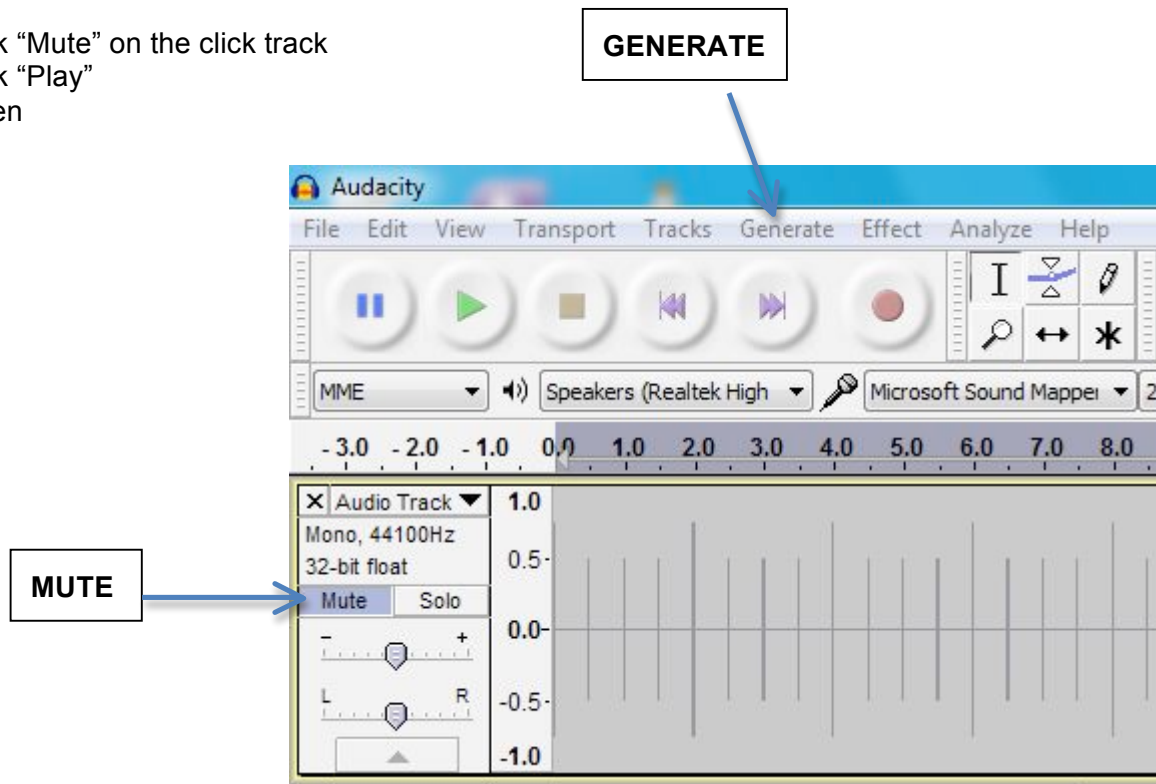 k “Mute” on the click track
k “Play”
en
GENERATE
Audacity
File Edit View Transport Tracks Generate Effect Analyze Help
MME Speakers (Realtek High Microsoft Sound Mapper 2
- 3.0 - 2.0 - 1.0 0.0 1.0 2.0 3.0 4.0 5.0 6.0 7.0 8.0
X Audio Track 1.0
Mono, 44100Hz
32-bit float 0.5
MUTE
Mute Solo
0.0
- +
L R -0.5
-1.0